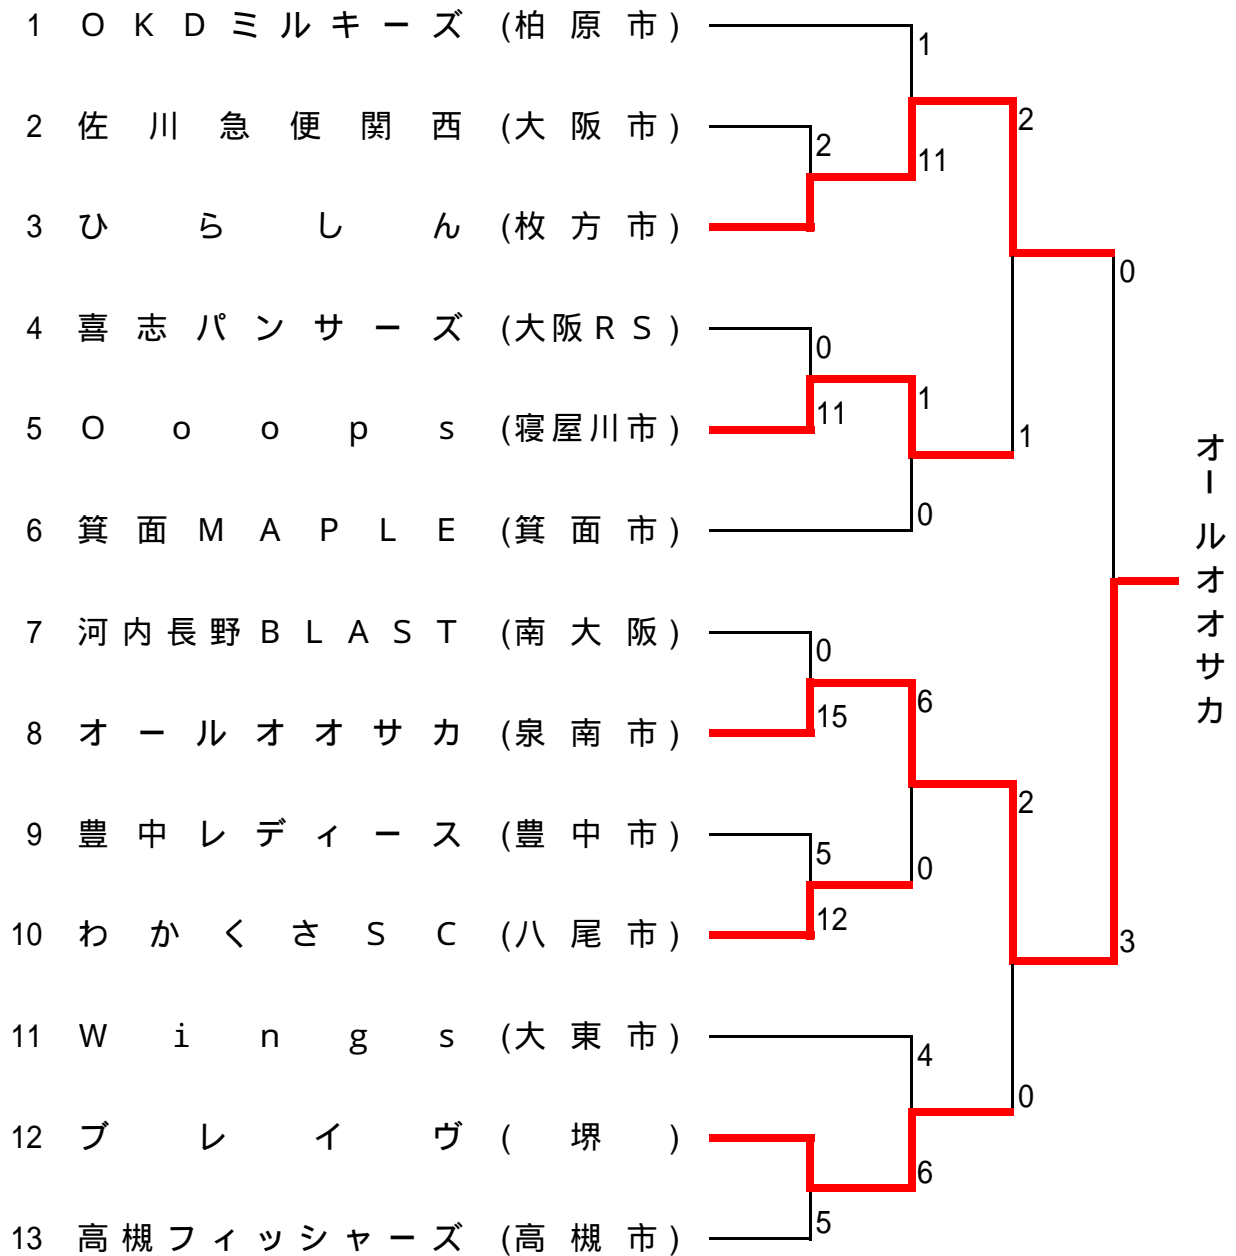 1 OKDミルキーズ (柏原市)
2 佐川急便関西 (大阪市)
3 ひらしん (枚方市)
4 喜志パンサーズ (大阪RS)
5 Ooops (寝屋川市)
6 箕面MAPLE (箕面市)
7 河内長野BLAST (南大阪)
8 オールオオサカ (泉南市)
9 豊中レディース (豊中市)
10 わかくさSC (八尾市)
11 Wings (大東市)
12 ブレイヴ (堺)
13 高槻フィッシャーズ (高槻市)
2
0
11
0
15
5
12
5
1
11
1
0
6
0
4
6
2
1
2
0
0
3
オールオオサカ